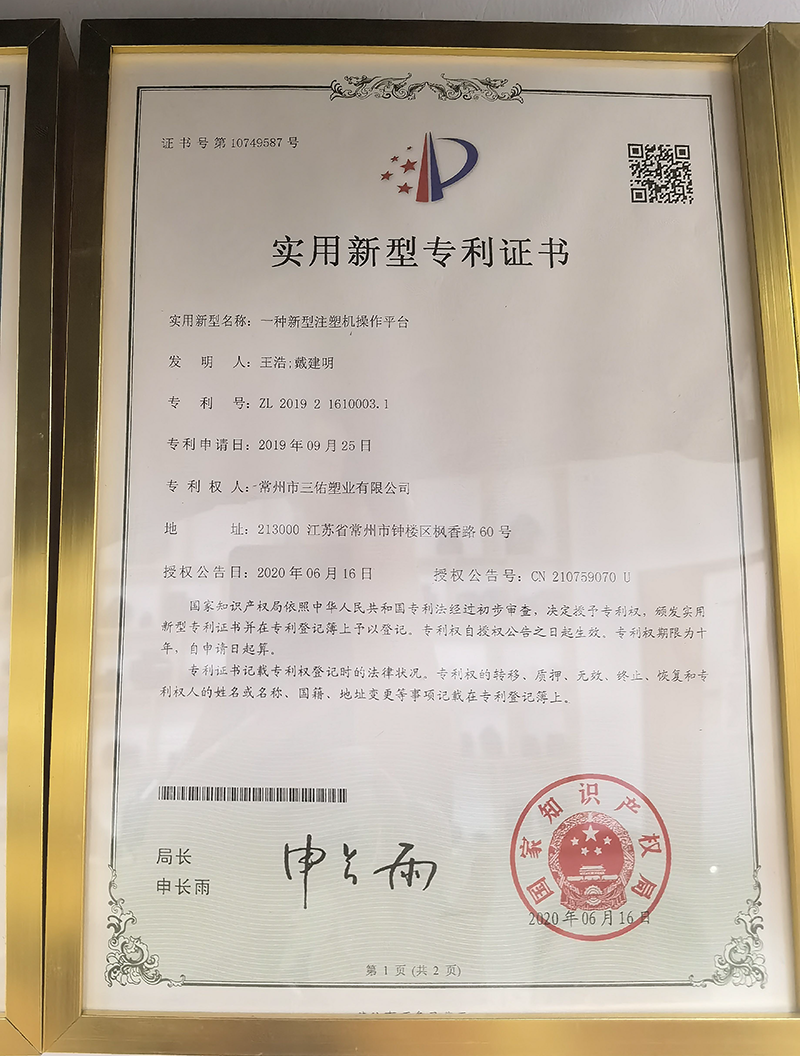 证书号第10749587号
实用新型专利证书
实用新型名称：一种新型注塑机操作平台
发明人：王浩;戴建明
专利号：ZL 2019 2 1610003.1
专利申请日：2019年09月25日
专利权人：常州市三佑塑业有限公司
地址：213000 江苏省常州市钟楼区枫香路60号
授权公告日：2020年06月16日 授权公告号：CN 210759070 U
国家知识产权局依照中华人民共和国专利法经过初步审查，决定授予专利权，颁发实用
新型专利证书并在专利登记簿上予以登记。专利权自授权公告之日起生效。专利权期限为十
年，自申请日起算。
专利证书记载专利权登记时的法律状况。专利权的转移、质押、无效、终止、恢复和专
利权人的姓名或名称、国籍、地址变更等事项记载在专利登记簿上。
局长
申长雨
申长雨
国家知识产权局
2020年06月16日
第 1 页 (共 2 页)